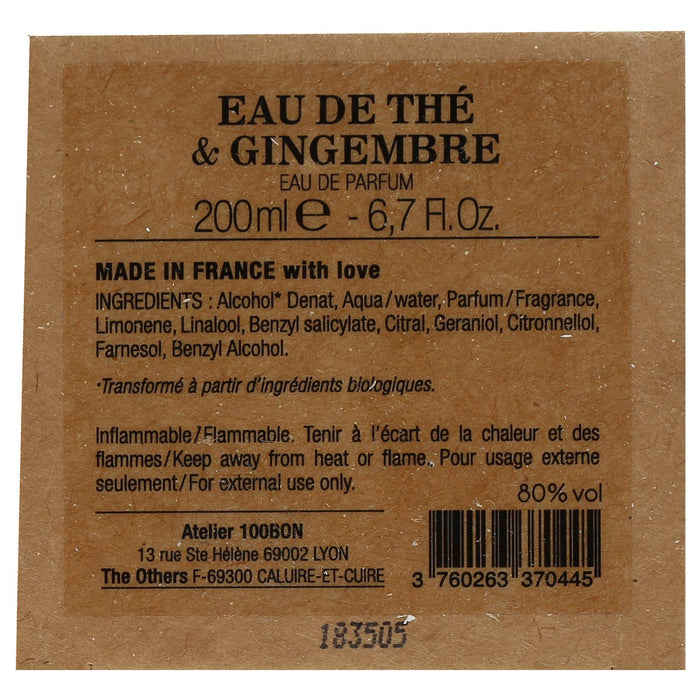 EAU DE THÉ
& GINGEMBRE
EAU DE PARFUM
200ml ℮ - 6,7 Fl.Oz.
MADE IN FRANCE with love
INGREDIENTS : Alcohol* Denat, Aqua/water, Parfum/Fragrance,
Limonene, Linalool, Benzyl salicylate, Citral, Geraniol, Citronnellol,
Farnesol, Benzyl Alcohol.
*Transformé à partir d'ingrédients biologiques.
Inflammable/Flammable. Tenir à l'écart de la chaleur et des
flammes/Keep away from heat or flame. Pour usage externe
seulement/For external use only.
80% vol
Atelier 100BON
13 rue Ste Hélène 69002 LYON
The Others F-69300 CALUIRE-ET-CUIRE
3 760263 370445
183505